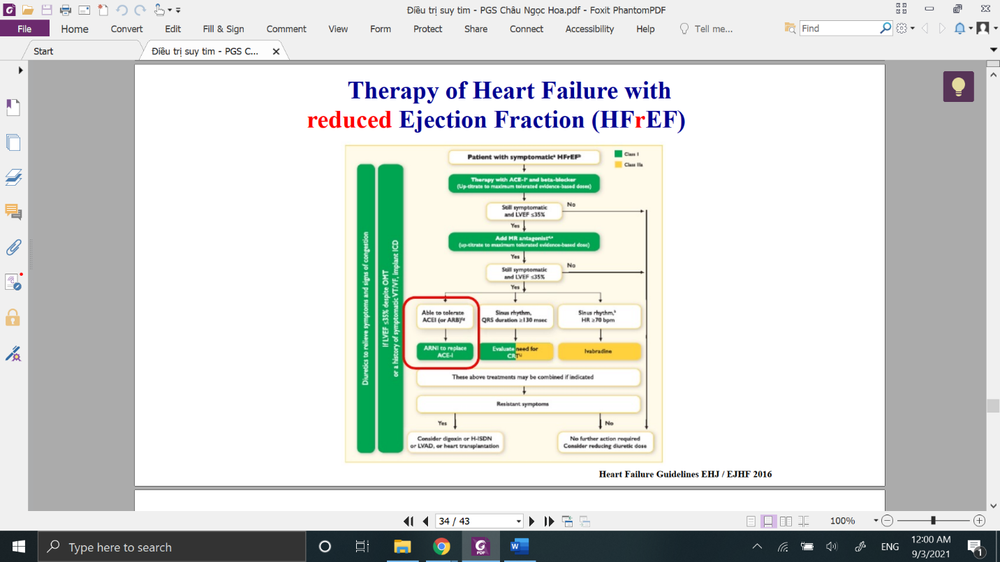 Điều trị suy tim - PGS Châu Ngọc Hoa.pdf - Foxit PhantomPDF
File
Home
Convert
Edit
Fill & Sign
Comment
View
Form
Protect
Share
Connect
Accessibility
Help
Tell me...
Find
Start
Điều trị suy tim - PGS C...
Therapy of Heart Failure with
reduced Ejection Fraction (HFrEF)
Patient with symptomaticᵃ HFrEFᵇ
Class I
Class IIa
Therapy with ACE-Iᶜ and beta-blocker
(Up-titrate to maximum tolerated evidence-based doses)
Still symptomatic
and LVEF ≤35%
No
Yes
Add MR antagonistᵈ,ᵉ
(up-titrate to maximum tolerated evidence-based dose)
Yes
Still symptomatic
and LVEF ≤35%
No
Yes
Able to tolerate
ACEI (or ARB)ᶠ,ᵍ
Sinus rhythm,
QRS duration ≥130 msec
Sinus rhythm,ʰ
HR ≥70 bpm
ARNI to replace
ACE-I
Evaluate need for
CRTⁱ,ʲ
Ivabradine
These above treatments may be combined if indicated
Resistant symptoms
Yes
No
Consider digoxin or H-ISDN
or LVAD, or heart transplantation
No further action required
Consider reducing diuretic dose
Diuretics to relieve symptoms and signs of congestion
If LVEF ≤35% despite OMT
or a history of symptomatic VT/VF, implant ICD
Heart Failure Guidelines EHJ / EJHF 2016
34 / 43
100%
Type here to search
PDF
W
ENG
12:00 AM
9/3/2021
1